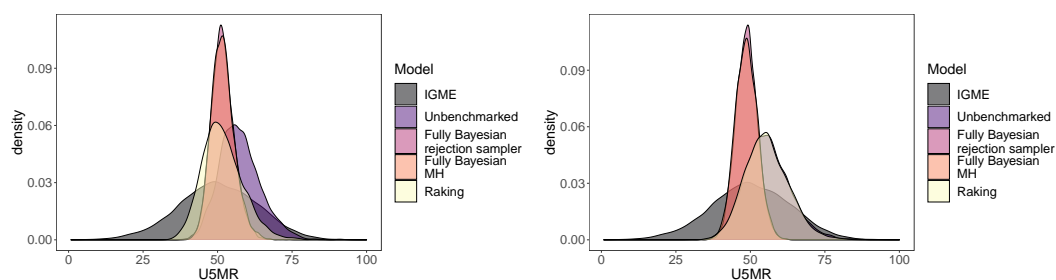 0.09
0.06
0.03
0.00
density
0
25
50
75
100
U5MR
Model
IGME
Unbenchmarked
Fully Bayesian
rejection sampler
Fully Bayesian
MH
Raking
0.09
0.06
0.03
0.00
density
0
25
50
75
100
U5MR
Model
IGME
Unbenchmarked
Fully Bayesian
rejection sampler
Fully Bayesian
MH
Raking